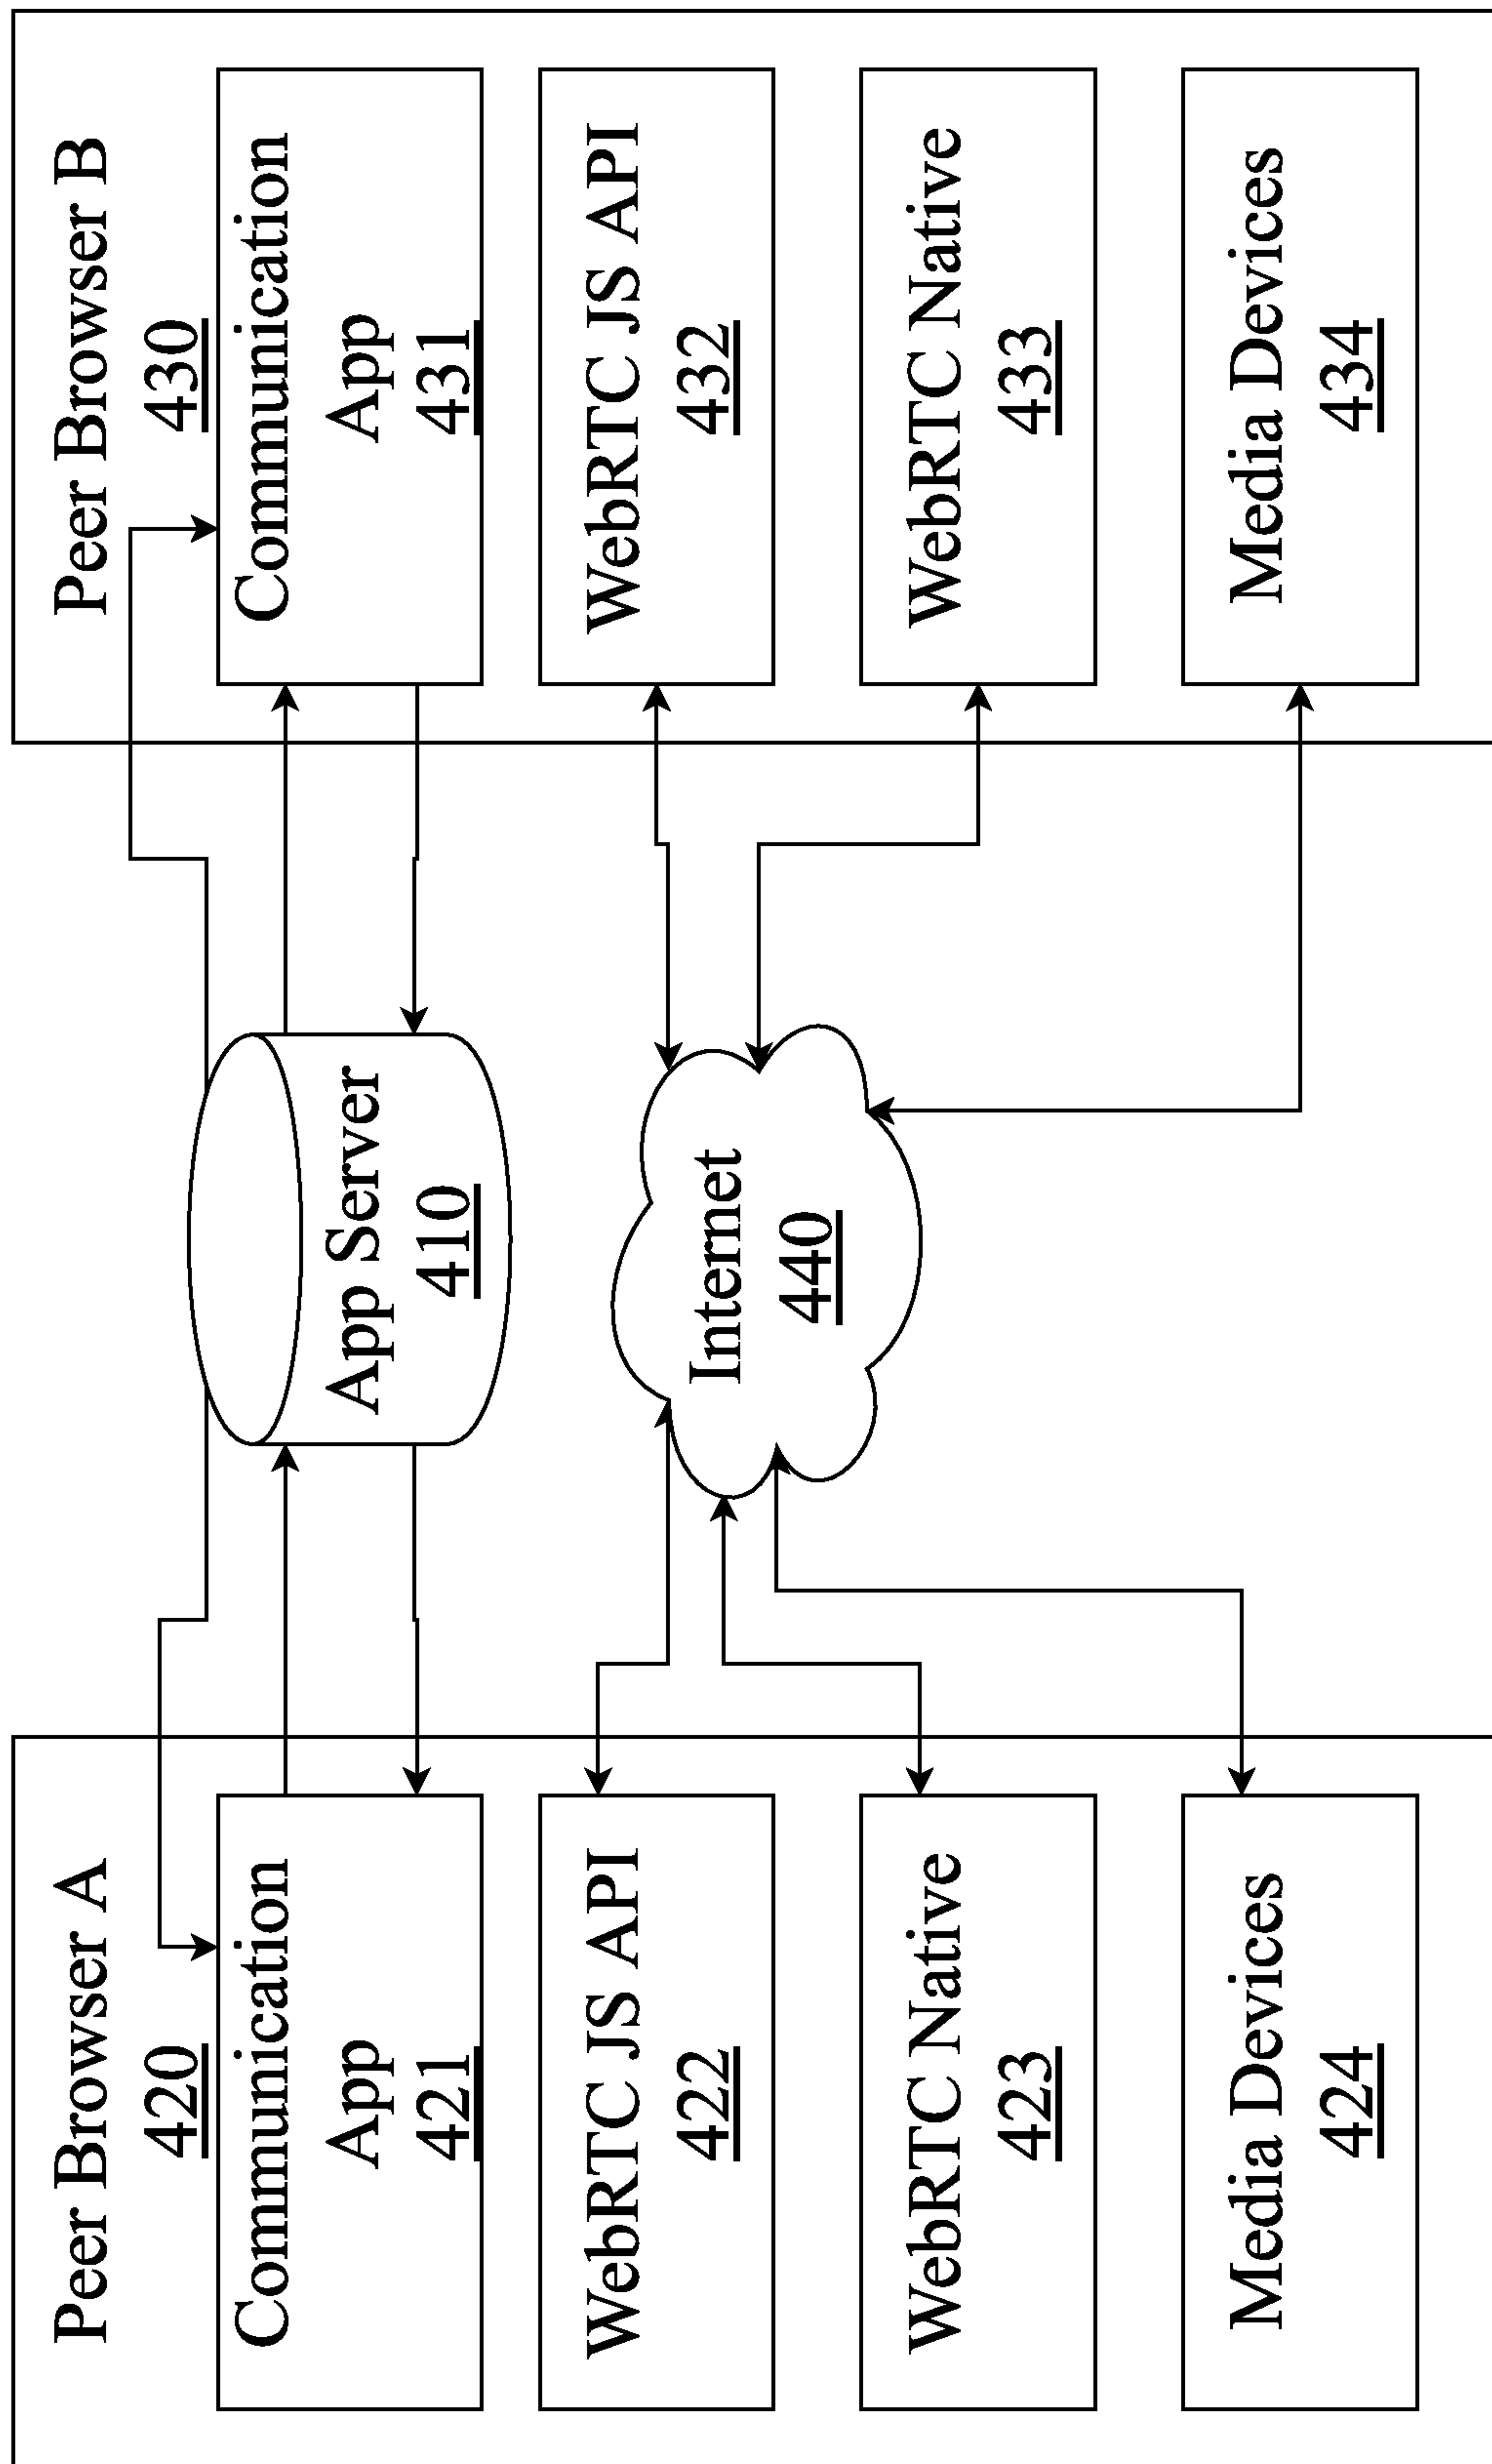 Peer Browser A
420
Communication
App
421
WebRTC JS API
422
WebRTC Native
423
Media Devices
424
App Server
410
Internet
440
Peer Browser B
430
Communication
App
431
WebRTC JS API
432
WebRTC Native
433
Media Devices
434